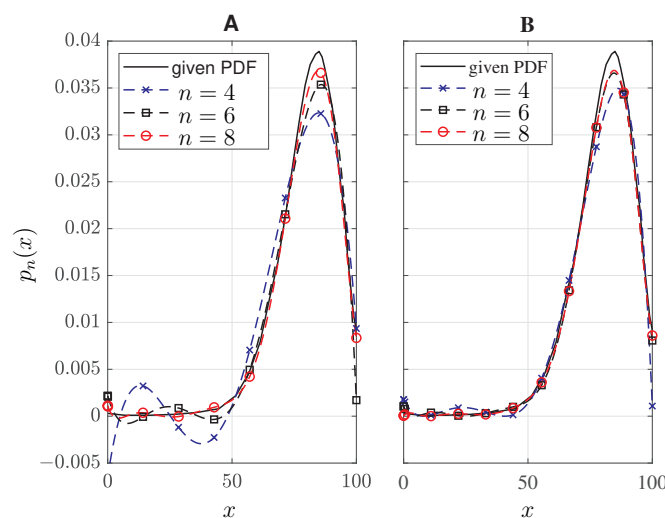 A
B
0.04
0.035
0.03
0.025
0.02
0.015
0.01
0.005
0
−0.005
p_n(x)
given PDF
n = 4
n = 6
n = 8
given PDF
n = 4
n = 6
n = 8
0 50 100
0 50 100
x
x